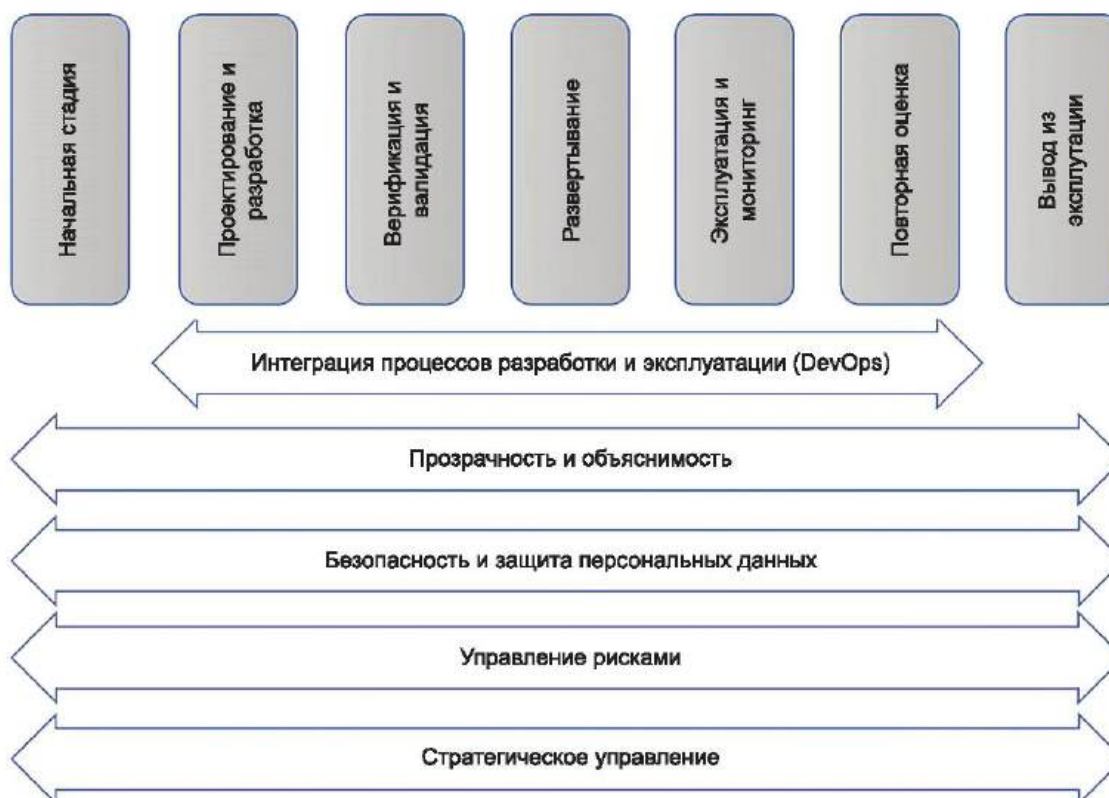 Начальная стадия
Проектирование и
разработка
Верификация и
валидация
Развертывание
Эксплуатация и
мониторинг
Повторная оценка
Вывод из
эксплутации
Интеграция процессов разработки и эксплуатации (DevOps)
Прозрачность и объяснимость
Безопасность и защита персональных данных
Управление рисками
Стратегическое управление